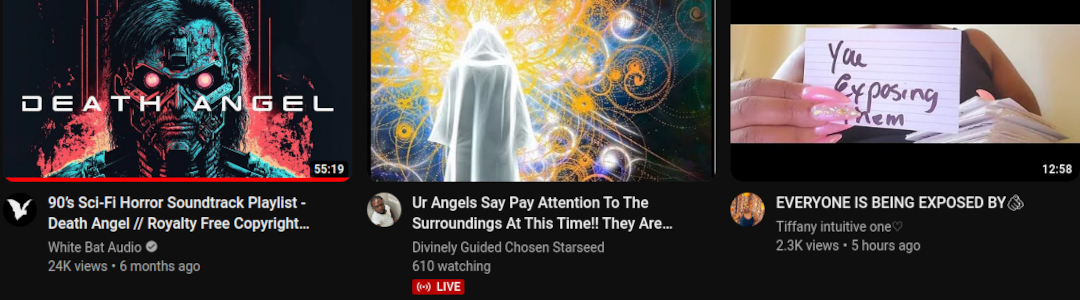 DEATH ANGEL
55:19
90's Sci-Fi Horror Soundtrack Playlist -
Death Angel // Royalty Free Copyright...
White Bat Audio
24K views • 6 months ago
Ur Angels Say Pay Attention To The
Surroundings At This Time!! They Are...
Divinely Guided Chosen Starseed
610 watching
LIVE
You
Exposing
Them
12:58
EVERYONE IS BEING EXPOSED BY
Tiffany intuitive one♡
2.3K views • 5 hours ago